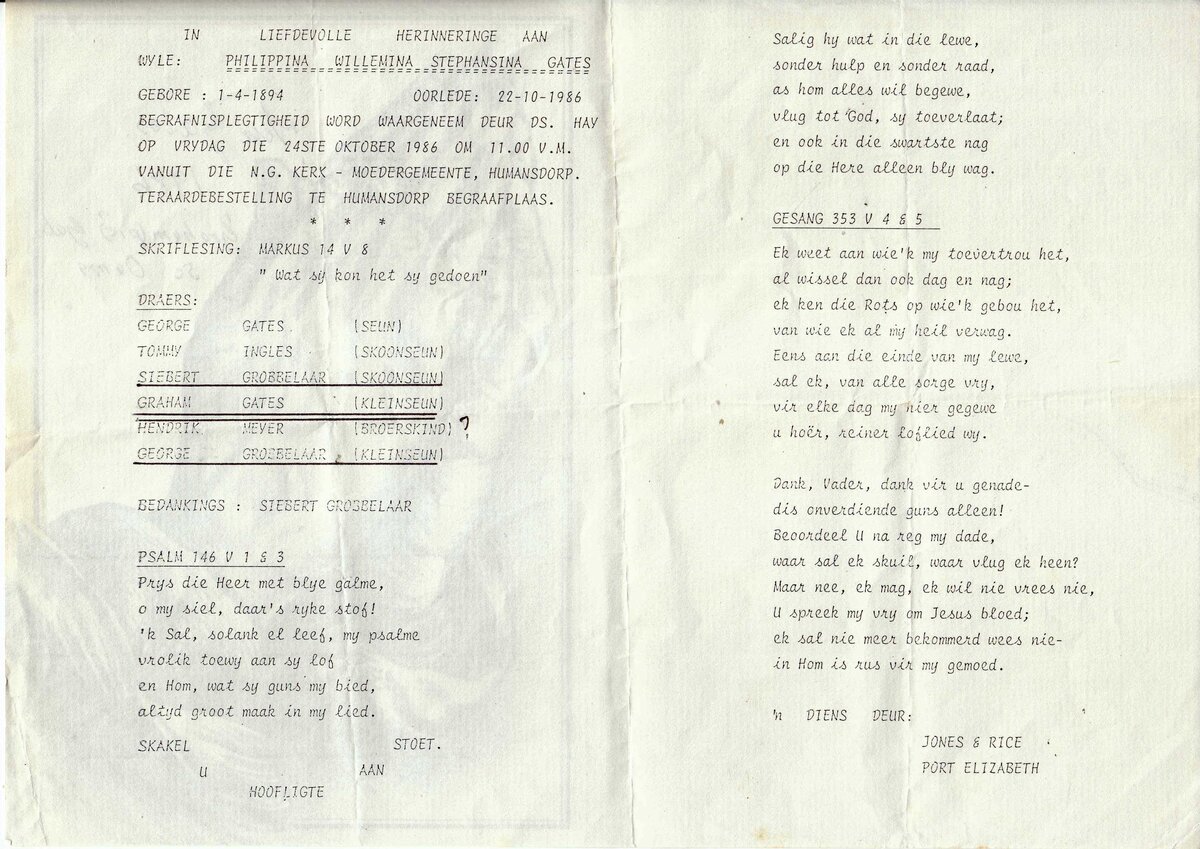 IN LIEFDEVOLLE HERINNERINGE AAN
WYLE: PHILIPPINA WILLEMINA STEPHANSINA GATES
GEBORE : 1-4-1894 OORLEDE: 22-10-1986
BEGRAFNISPLEGTIGHEID WORD WAARGENEEM DEUR DS. HAY
OP VRYDAG DIE 24STE OKTOBER 1986 OM 11.00 V.M.
VANUIT DIE N.G. KERK - MOEDERGEMEENTE, HUMANSDORP.
TERAARDEBESTELLING TE HUMANSDORP BEGRAAFPLAAS.
* * *
SKRIFLESING: MARKUS 14 V 8
" Wat sy kon het sy gedoen"
DRAERS:
GEORGE GATES (SEUN)
TOMMY INGLES (SKOONSEUN)
SIEBERT GROBBELAAR (SKOONSEUN)
GRAHAM GATES (KLEINSEUN)
HENDRIK MEYER (BROERSKIND) ?
GEORGE GROBBELAAR (KLEINSEUN)
BEDANKINGS : SIEBERT GROBBELAAR
PSALM 146 V 1 & 3
Prys die Heer met blye galme,
o my siel, daar's ryke stof!
'k Sal, solank el leef, my psalme
vrolik toewy aan sy lof
en Hom, wat sy guns my bied,
altyd groot maak in my lied.
SKAKEL STOET.
U AAN
HOOFLIGTE
Salig hy wat in die lewe,
sonder hulp en sonder raad,
as hom alles wil begewe,
vlug tot God, sy toeverlaat;
en ook in die swartste nag
op die Here alleen bly wag.
GESANG 353 V 4 & 5
Ek weet aan wie'k my toevertrou het,
al wissel dan ook dag en nag;
ek ken die Rots op wie'k gebou het,
van wie ek al my heil verwag.
Eens aan die einde van my lewe,
sal ek, van alle sorge vry,
vir elke dag my hier gegewe
u hoër, reiner loflied wy.
Dank, Vader, dank vir u genade-
dis onverdiende guns alleen!
Beoordeel U na reg my dade,
waar sal ek skuil, waar vlug ek heen?
Maar nee, ek mag, ek wil nie vrees nie,
U spreek my vry om Jesus bloed;
ek sal nie meer bekommerd wees nie-
in Hom is rus vir my gemoed.
'n DIENS DEUR:
JONES & RICE
PORT ELIZABETH